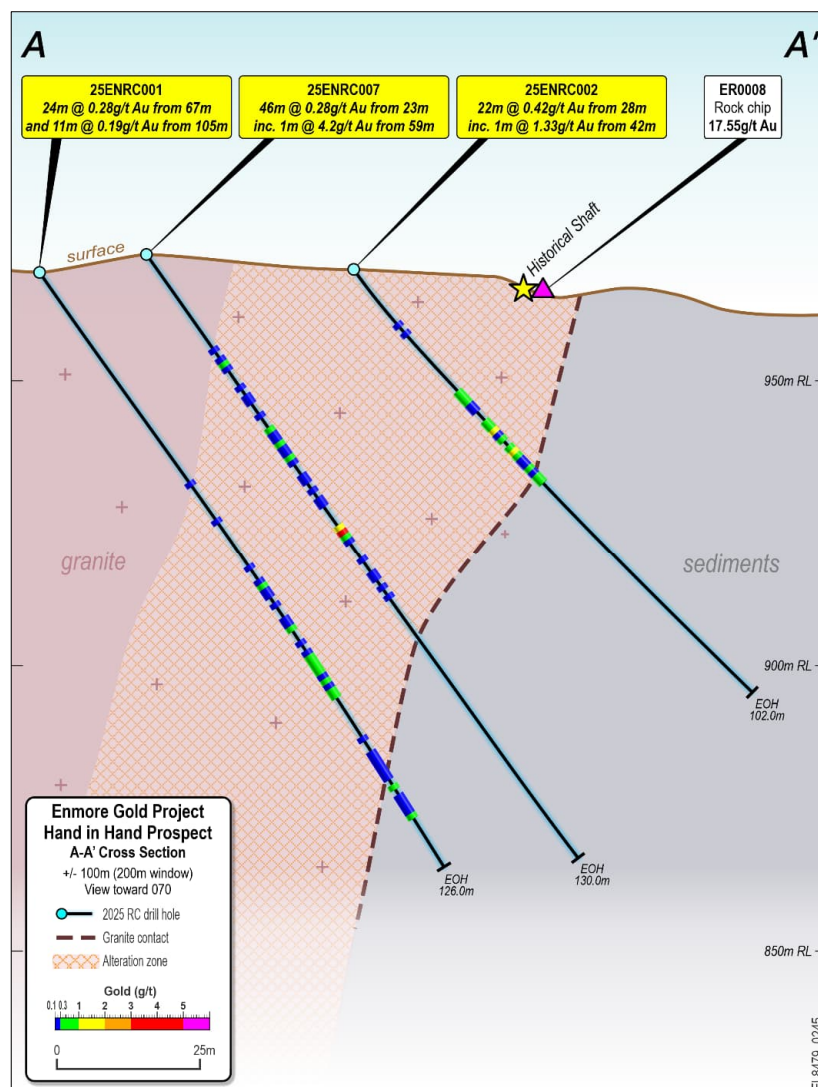 A
A'
25ENRC001
24m @ 0.28g/t Au from 67m
and 11m @ 0.19g/t Au from 105m
25ENRC007
46m @ 0.28g/t Au from 23m
inc. 1m @ 4.2g/t Au from 59m
25ENRC002
22m @ 0.42g/t Au from 28m
inc. 1m @ 1.33g/t Au from 42m
ER0008
Rock chip
17.55g/t Au
surface
Historical Shaft
950m RL
granite
sediments
900m RL
EOH
102.0m
EOH
126.0m
EOH
130.0m
850m RL
Enmore Gold Project
Hand in Hand Prospect
A-A' Cross Section
+/- 100m (200m window)
View toward 070
2025 RC drill hole
Granite contact
Alteration zone
Gold (g/t)
0.1 0.3 1 2 3 4 5
0 25m